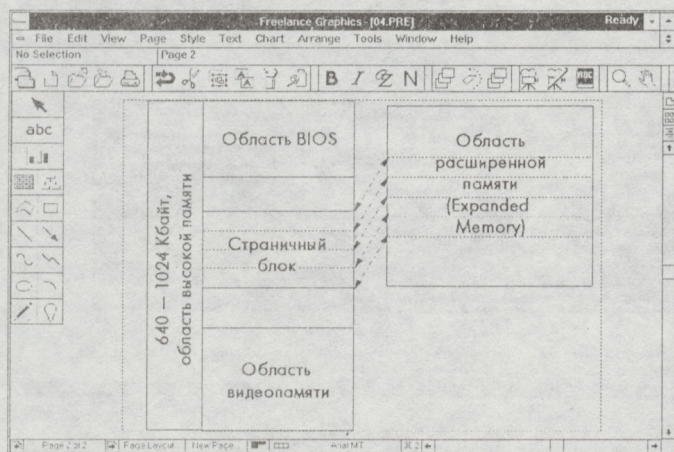 Freelance Graphics - [04.PRE]
Ready
File Edit View Page Style Text Chart Arrange Tools Window Help
No Selection
Page 2
B I N
ABC
abc
640 — 1024 Кбайт,
область высокой памяти
Область BIOS
Страничный
блок
Область
видеопамяти
Область
расширенной
памяти
(Expanded
Memory)
Page 2 of 2
Page Layout...
New Page...
Arial MT